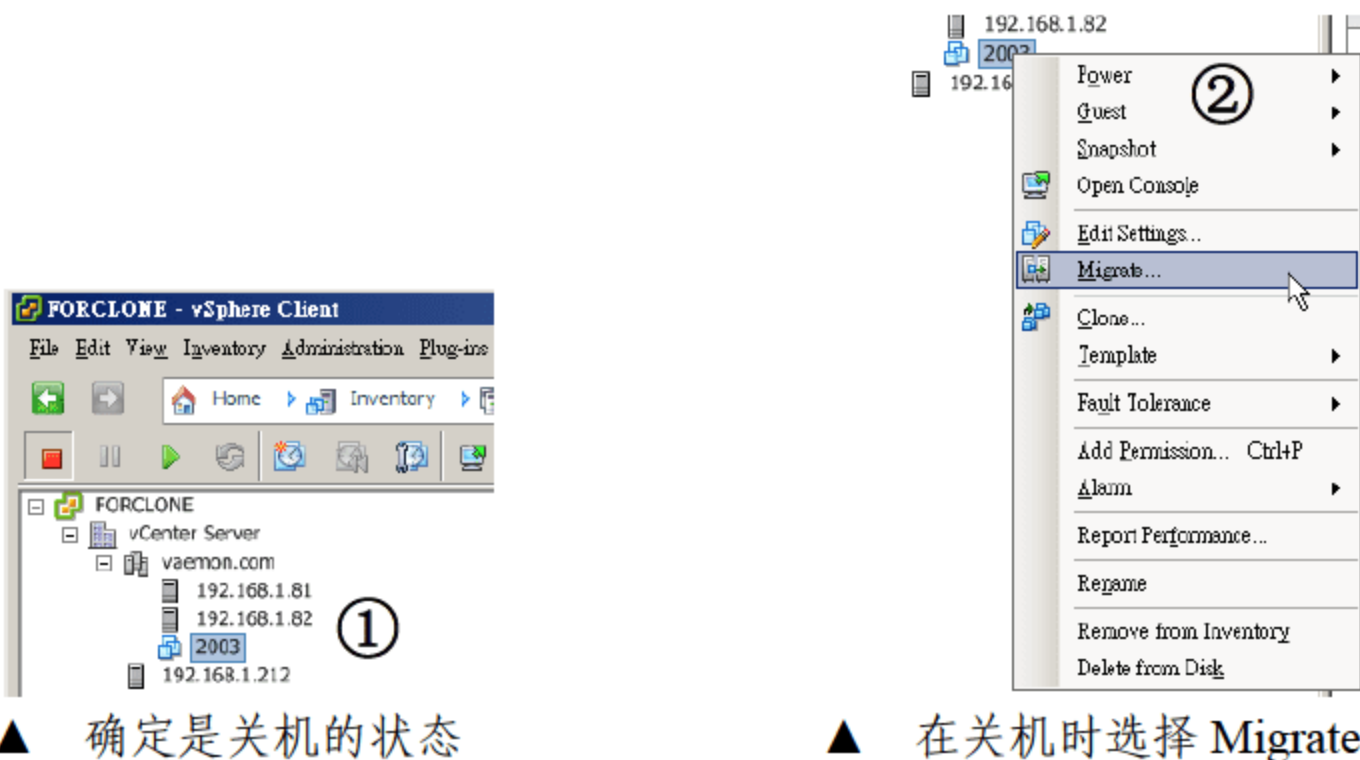 FORCLONE - vSphere Client
File Edit View Inventory Administration Plug-ins
Home Inventory
FORCLONE
vCenter Server
vaemon.com
192.168.1.81
192.168.1.82
2003
192.168.1.212
①
▲ 确定是关机的状态
192.168.1.82
2003
192.16
②
Power
Guest
Snapshot
Open Console
Edit Settings...
Migrate...
Clone...
Template
Fault Tolerance
Add Permission... Ctrl+P
Alarm
Report Performance...
Rename
Remove from Inventory
Delete from Disk
▲ 在关机时选择 Migrate